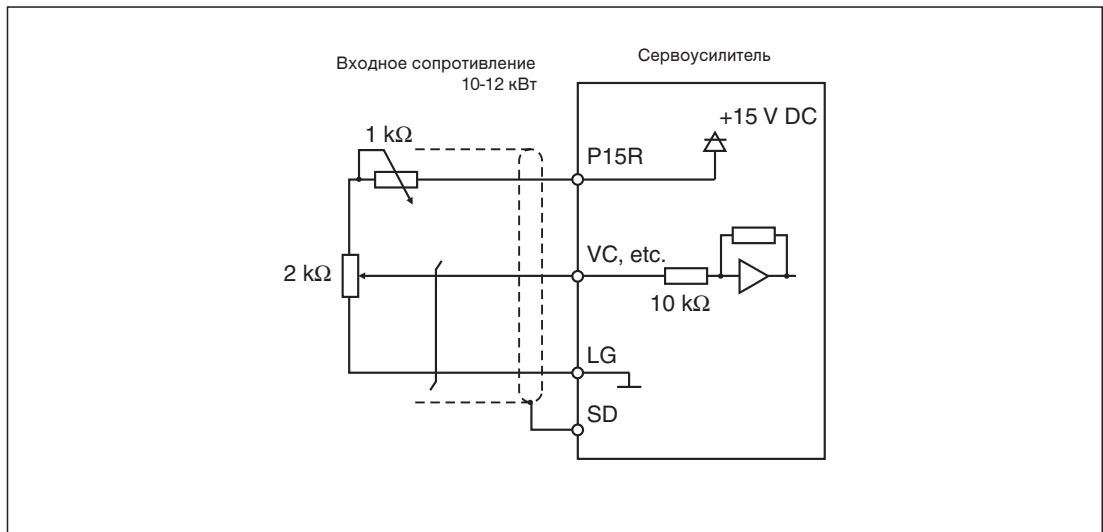 Входное сопротивление
10-12 кВт
Сервоусилитель
+15 V DC
1 kΩ
P15R
VC, etc.
2 kΩ
10 kΩ
LG
SD